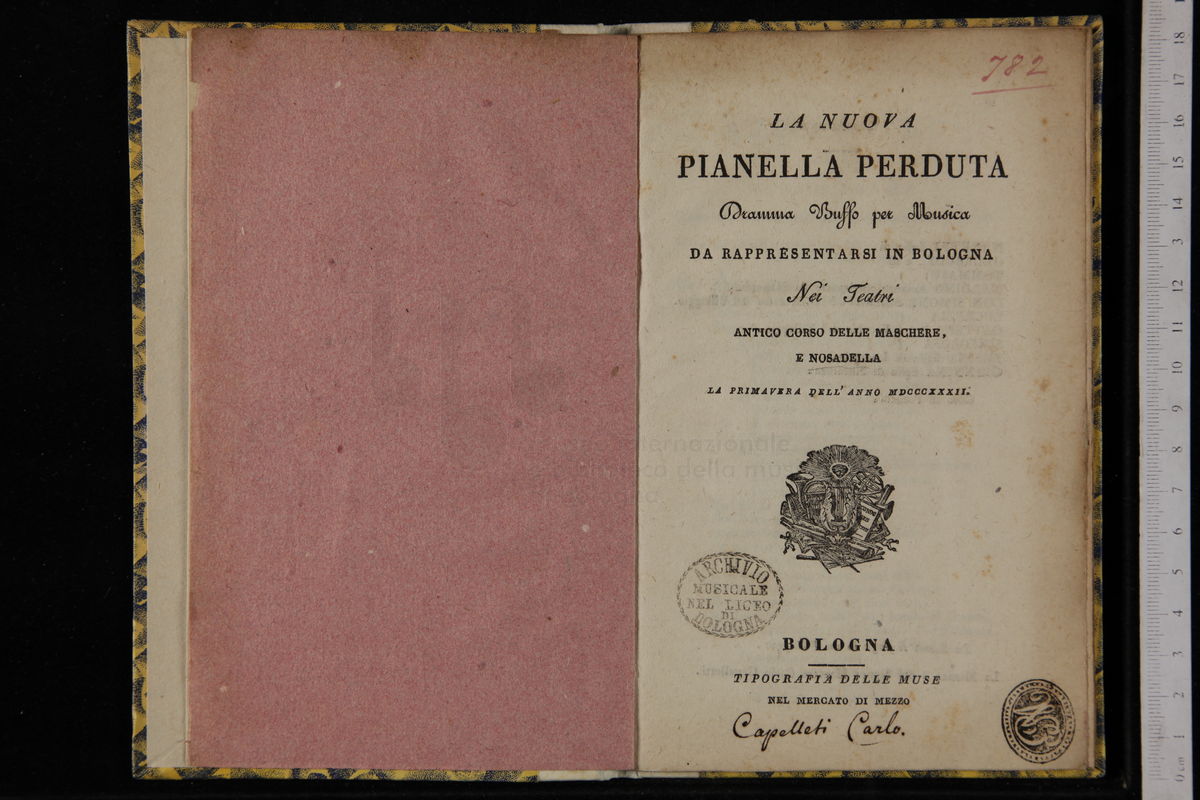 782
LA NUOVA
PIANELLA PERDUTA
Dramma Buffo per Musica
DA RAPPRESENTARSI IN BOLOGNA
Nei Teatri
ANTICO CORSO DELLE MASCHERE,
E NOSADELLA
LA PRIMAVERA DELL' ANNO MDCCCXXXII.
ARCHIVIO
MUSICALE
NEL LICEO
DI
BOLOGNA
BOLOGNA
TIPOGRAFIA DELLE MUSE
NEL MERCATO DI MEZZO
Capelleti Carlo.